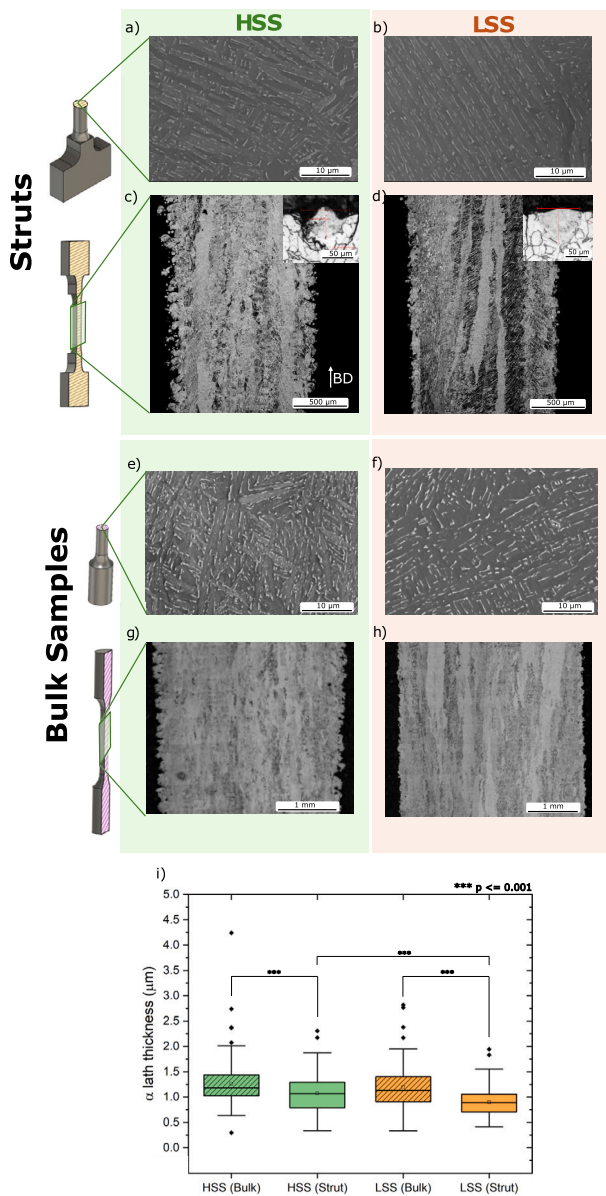 HSS
LSS
a)
b)
10 µm
10 µm
Struts
c)
d)
50 µm
50 µm
BD
500 µm
500 µm
e)
f)
10 µm
10 µm
Bulk Samples
g)
h)
1 mm
1 mm
i)
*** p <= 0.001
α lath thickness (µm)
5.0
4.5
4.0
3.5
3.0
2.5
2.0
1.5
1.0
0.5
0.0
***
***
***
HSS (Bulk)
HSS (Strut)
LSS (Bulk)
LSS (Strut)